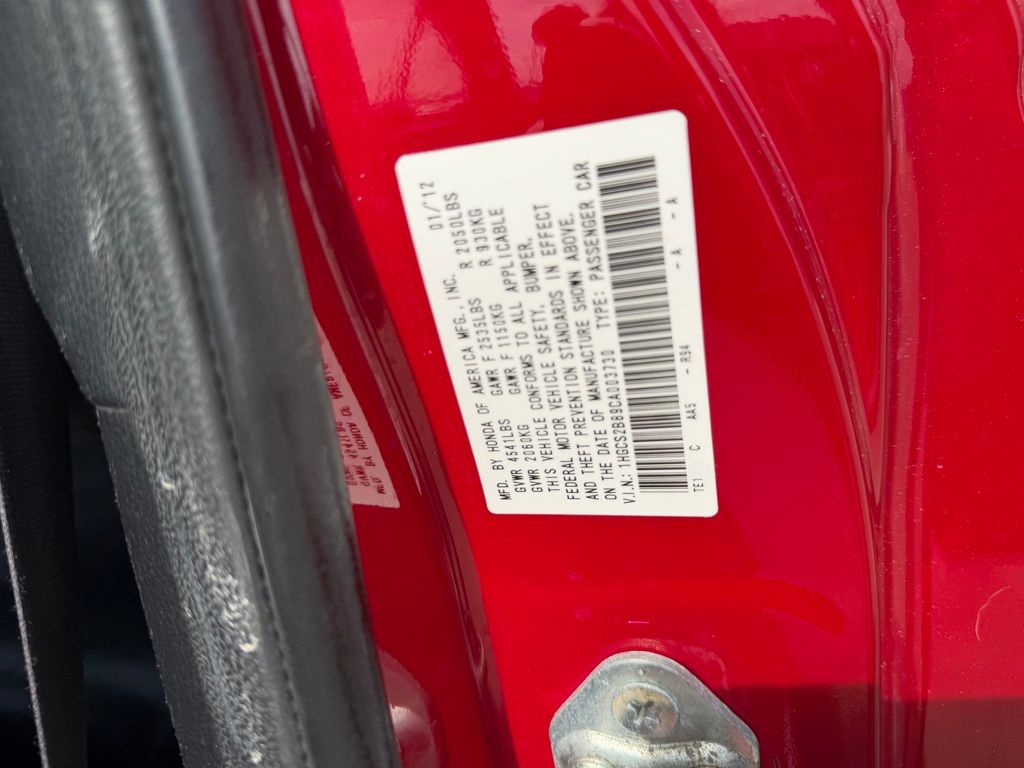 MFD. BY HONDA OF AMERICA MFG., INC. 01/'12
GVWR 4541LBS GAWR F 2535LBS R 2050LBS
GVWR 2060KG GAWR F 1150KG R 930KG
THIS VEHICLE CONFORMS TO ALL APPLICABLE
FEDERAL MOTOR VEHICLE SAFETY, BUMPER,
AND THEFT PREVENTION STANDARDS IN EFFECT
ON THE DATE OF MANUFACTURE SHOWN ABOVE.
V.I.N.: 1HGCS2B89CA003730 TYPE: PASSENGER CAR
TE1 C AA5 - R94 - A - A